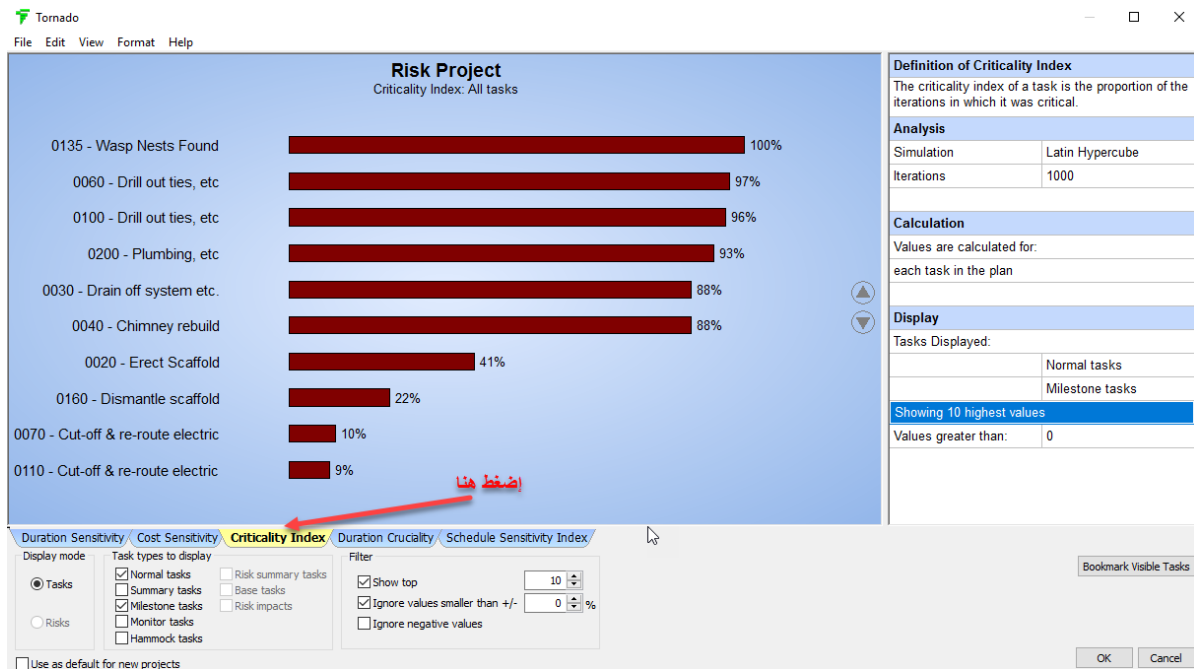 Tornado
File Edit View Format Help
Risk Project
Criticality Index: All tasks
0135 - Wasp Nests Found 100%
0060 - Drill out ties, etc 97%
0100 - Drill out ties, etc 96%
0200 - Plumbing, etc 93%
0030 - Drain off system etc. 88%
0040 - Chimney rebuild 88%
0020 - Erect Scaffold 41%
0160 - Dismantle scaffold 22%
0070 - Cut-off & re-route electric 10%
0110 - Cut-off & re-route electric 9%
إضغط هنا
Definition of Criticality Index
The criticality index of a task is the proportion of the
iterations in which it was critical.
Analysis
Simulation Latin Hypercube
Iterations 1000
Calculation
Values are calculated for:
each task in the plan
Display
Tasks Displayed:
Normal tasks
Milestone tasks
Showing 10 highest values
Values greater than: 0
Duration Sensitivity Cost Sensitivity Criticality Index Duration Cruciality Schedule Sensitivity Index
Display mode
Tasks
Risks
Task types to display
Normal tasks Risk summary tasks
Summary tasks Base tasks
Milestone tasks Risk impacts
Monitor tasks
Hammock tasks
Filter
Show top 10
Ignore values smaller than +/- 0 %
Ignore negative values
Bookmark Visible Tasks
Use as default for new projects
OK Cancel